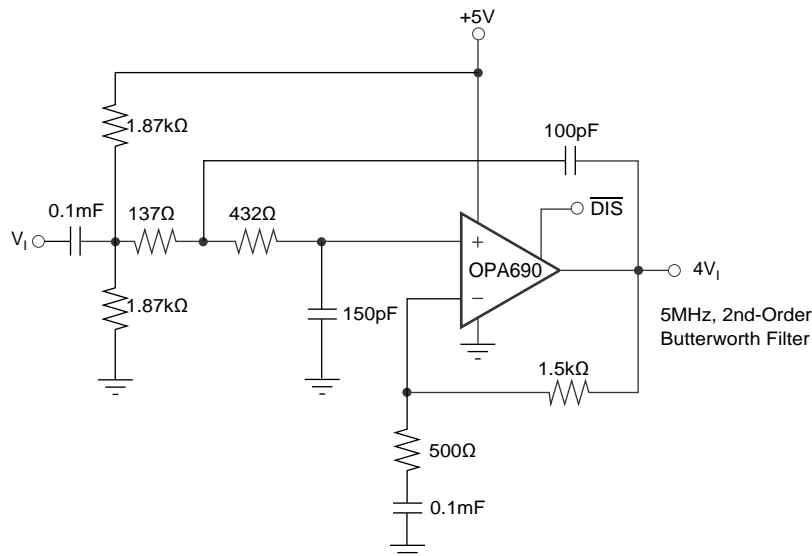 +5V
1.87kΩ
100pF
0.1mF
137Ω
432Ω
DIS
V_I
+
OPA690
4V_I
−
1.87kΩ
150pF
5MHz, 2nd-Order
Butterworth Filter
1.5kΩ
500Ω
0.1mF